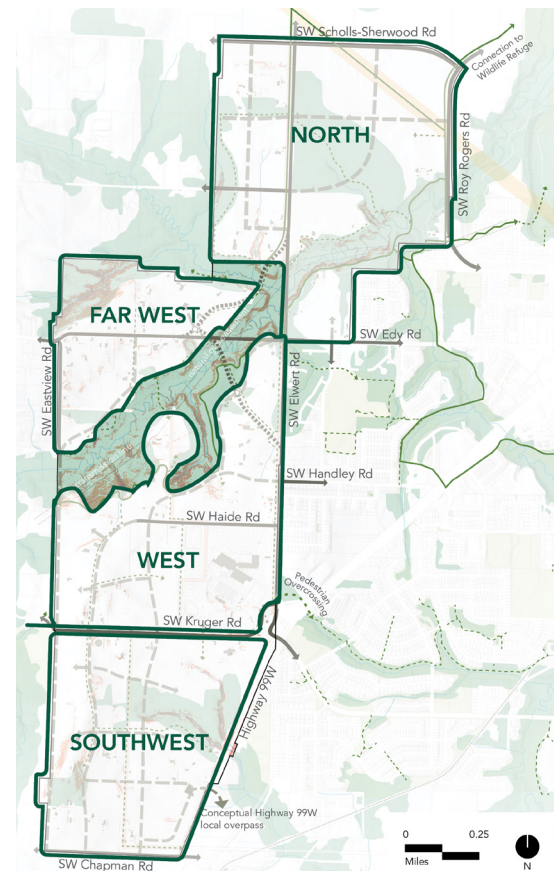 SW Scholls-Sherwood Rd
Connection to
Wildlife Refuge
NORTH
SW Roy Rogers Rd
FAR WEST
SW Edy Rd
SW Eastview Rd
SW Elwert Rd
SW Handley Rd
SW Haide Rd
WEST
Pedestrian
Overcrossing
SW Kruger Rd
Highway 99W
SOUTHWEST
Conceptual Highway 99W
local overpass
0 0.25
Miles
N
SW Chapman Rd